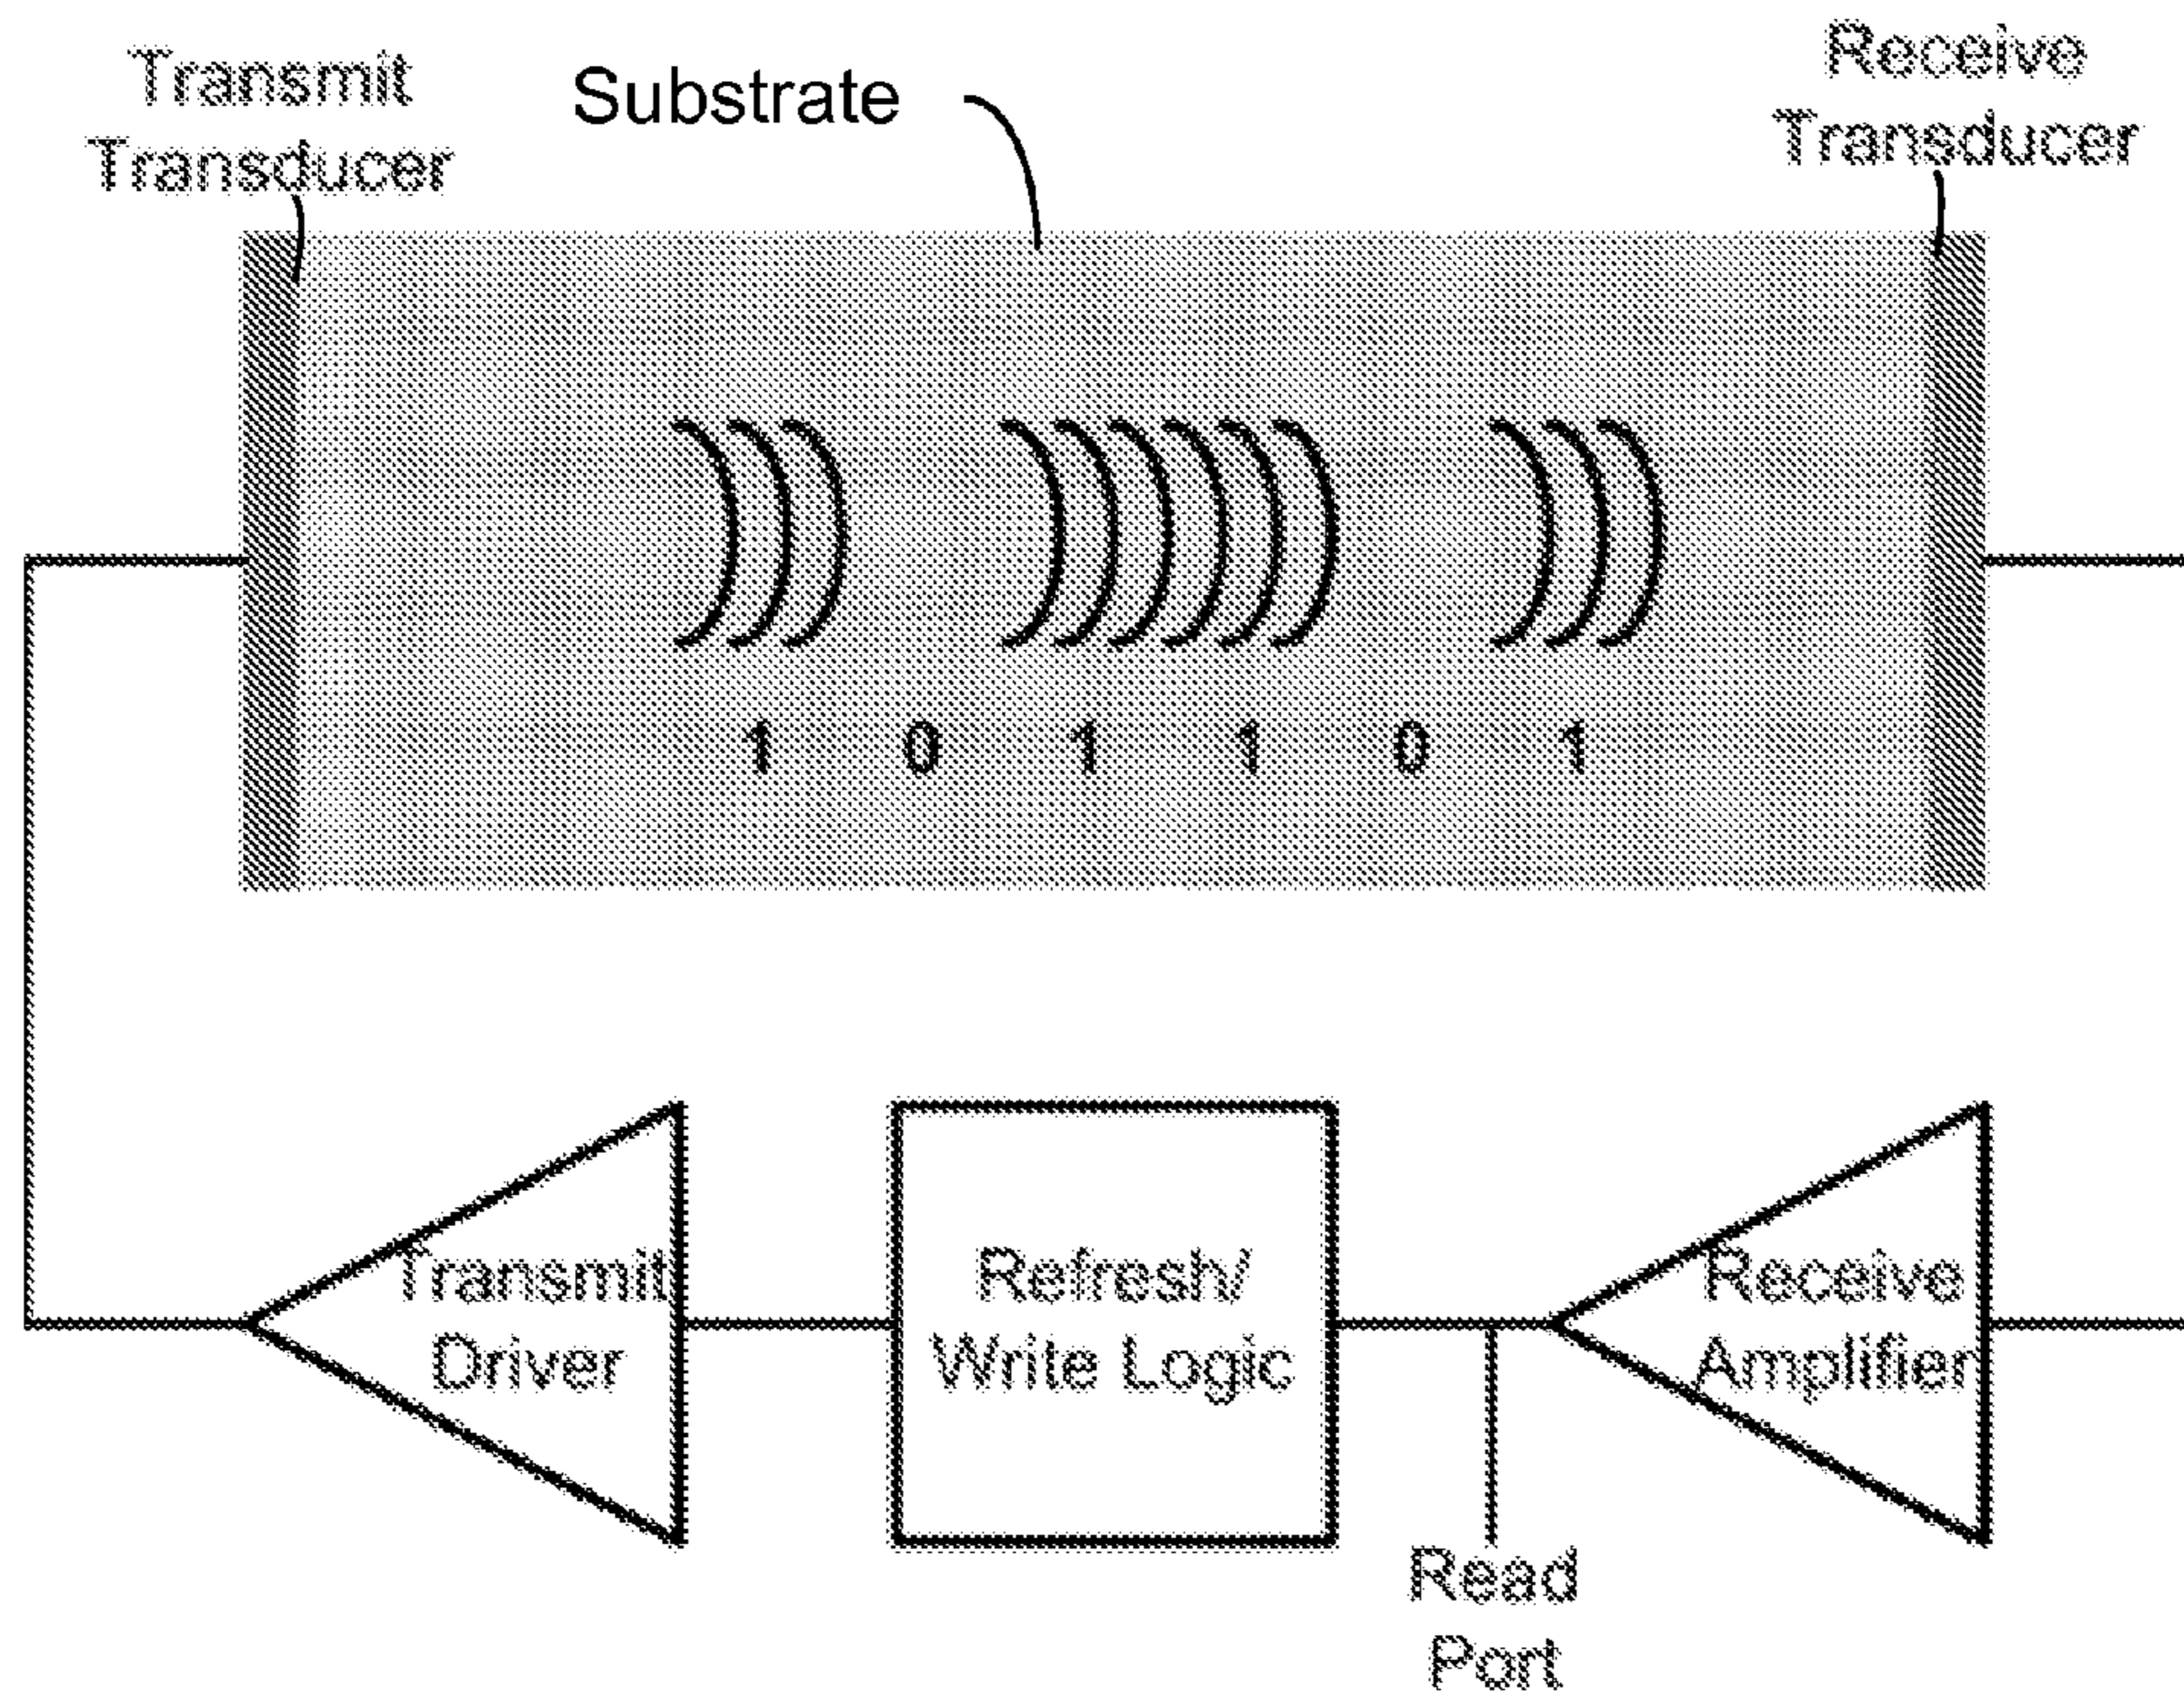 Transmit
Transducer
Substrate
Receive
Transducer
1 0 1 1 0 1
Transmit
Driver
Refresh/
Write Logic
Receive
Amplifier
Read
Port